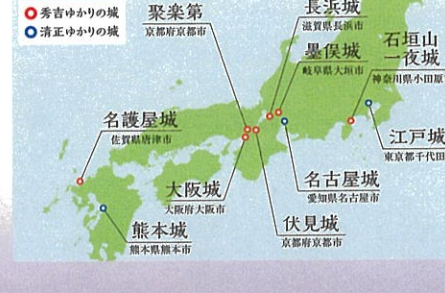 秀吉ゆかりの城
清正ゆかりの城
聚楽第
京都府京都市
長浜城
滋賀県長浜市
墨俣城
岐阜県大垣市
石垣山
一夜城
神奈川県小田原
名護屋城
佐賀県唐津市
江戸城
東京都千代田
大阪城
大阪府大阪市
名古屋城
愛知県名古屋市
熊本城
熊本県熊本市
伏見城
京都府京都市